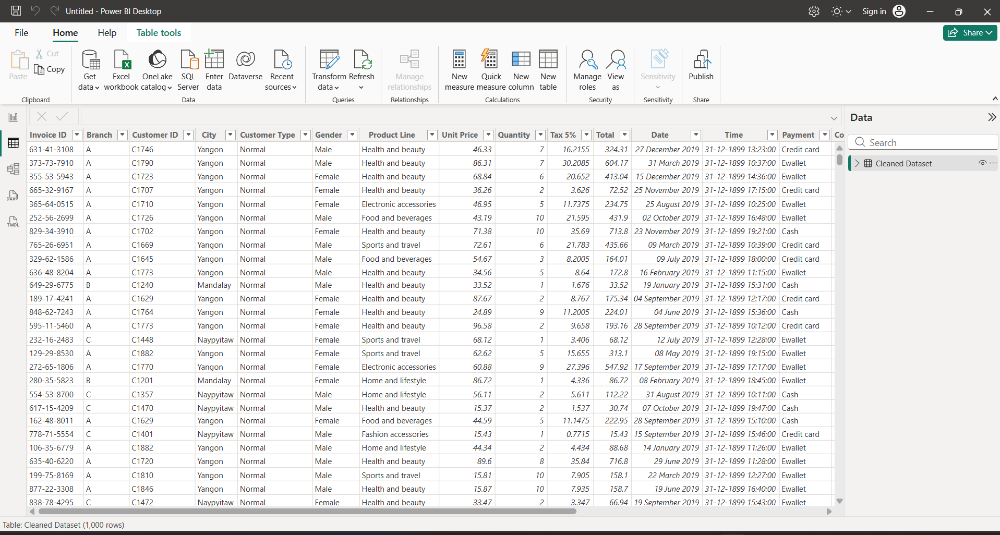 Untitled - Power BI Desktop
Sign in
File Home Help Table tools
Share
Paste
Cut
Copy
Clipboard
Get data
Excel workbook
OneLake catalog
SQL Server
Enter data
Dataverse
Recent sources
Data
Transform data
Refresh
Queries
Manage relationships
Relationships
New measure
Quick measure
New column
New table
Calculations
Manage roles
View as
Security
Sensitivity
Sensitivity
Publish
Share
DAX
TMDL
Invoice ID Branch Customer ID City Customer Type Gender Product Line Unit Price Quantity Tax 5% Total Date Time Payment Co
631-41-3108 A C1746 Yangon Normal Male Health and beauty 46.33 7 16.2155 324.31 27 December 2019 31-12-1899 13:23:00 Credit card
373-73-7910 A C1790 Yangon Normal Male Health and beauty 86.31 7 30.2085 604.17 31 March 2019 31-12-1899 10:37:00 Ewallet
355-53-5943 A C1723 Yangon Normal Female Health and beauty 68.84 6 20.652 413.04 15 December 2019 31-12-1899 14:36:00 Ewallet
665-32-9167 A C1707 Yangon Normal Female Health and beauty 36.26 2 3.626 72.52 25 November 2019 31-12-1899 17:15:00 Credit card
365-64-0515 A C1710 Yangon Normal Female Electronic accessories 46.95 5 11.7375 234.75 25 August 2019 31-12-1899 10:25:00 Ewallet
252-56-2699 A C1726 Yangon Normal Male Food and beverages 43.19 10 21.595 431.9 02 October 2019 31-12-1899 16:48:00 Ewallet
829-34-3910 A C1702 Yangon Normal Female Health and beauty 71.38 10 35.69 713.8 23 November 2019 31-12-1899 19:21:00 Cash
765-26-6951 A C1669 Yangon Normal Male Sports and travel 72.61 6 21.783 435.66 09 March 2019 31-12-1899 10:39:00 Credit card
329-62-1586 A C1645 Yangon Normal Male Food and beverages 54.67 3 8.2005 164.01 09 July 2019 31-12-1899 18:00:00 Credit card
636-48-8204 A C1773 Yangon Normal Male Health and beauty 34.56 5 8.64 172.8 16 February 2019 31-12-1899 11:15:00 Ewallet
649-29-6775 B C1240 Mandalay Normal Male Health and beauty 33.52 1 1.676 33.52 19 January 2019 31-12-1899 15:31:00 Cash
189-17-4241 A C1629 Yangon Normal Female Health and beauty 87.67 2 8.767 175.34 04 September 2019 31-12-1899 12:17:00 Credit card
848-62-7243 A C1764 Yangon Normal Female Health and beauty 24.89 9 11.2005 224.01 04 June 2019 31-12-1899 15:36:00 Cash
595-11-5460 A C1773 Yangon Normal Female Health and beauty 96.58 2 9.658 193.16 28 September 2019 31-12-1899 10:12:00 Credit card
232-16-2483 C C1448 Naypyitaw Normal Female Sports and travel 68.12 1 3.406 68.12 12 July 2019 31-12-1899 12:28:00 Ewallet
129-29-8530 A C1882 Yangon Normal Female Sports and travel 62.62 5 15.655 313.1 08 May 2019 31-12-1899 19:15:00 Ewallet
272-65-1806 A C1770 Yangon Normal Female Electronic accessories 60.88 9 27.396 547.92 17 September 2019 31-12-1899 17:17:00 Ewallet
280-35-5823 B C1201 Mandalay Normal Female Home and lifestyle 86.72 1 4.336 86.72 08 February 2019 31-12-1899 18:45:00 Ewallet
554-53-8700 C C1357 Naypyitaw Normal Male Home and lifestyle 56.11 2 5.611 112.22 31 August 2019 31-12-1899 10:11:00 Cash
617-15-4209 C C1470 Naypyitaw Normal Male Health and beauty 15.37 2 1.537 30.74 07 October 2019 31-12-1899 19:47:00 Cash
162-48-8011 A C1629 Yangon Normal Female Food and beverages 44.59 5 11.1475 222.95 28 September 2019 31-12-1899 15:10:00 Cash
778-71-5554 C C1401 Naypyitaw Normal Male Fashion accessories 15.43 1 0.7715 15.43 15 September 2019 31-12-1899 15:46:00 Credit card
106-35-6779 A C1882 Yangon Normal Male Home and lifestyle 44.34 2 4.434 88.68 14 January 2019 31-12-1899 11:26:00 Ewallet
635-40-6220 A C1720 Yangon Normal Male Health and beauty 89.6 8 35.84 716.8 29 June 2019 31-12-1899 11:28:00 Ewallet
199-75-8169 A C1810 Yangon Normal Male Sports and travel 15.81 10 7.905 158.1 22 March 2019 31-12-1899 12:27:00 Ewallet
877-22-3308 A C1846 Yangon Normal Male Health and beauty 15.87 10 7.935 158.7 19 June 2019 31-12-1899 16:40:00 Ewallet
838-78-4295 C C1472 Naypyitaw Normal Female Health and beauty 33.47 2 3.347 66.94 19 September 2019 31-12-1899 15:43:00 Ewallet
Data
Search
Cleaned Dataset
Table: Cleaned Dataset (1,000 rows)